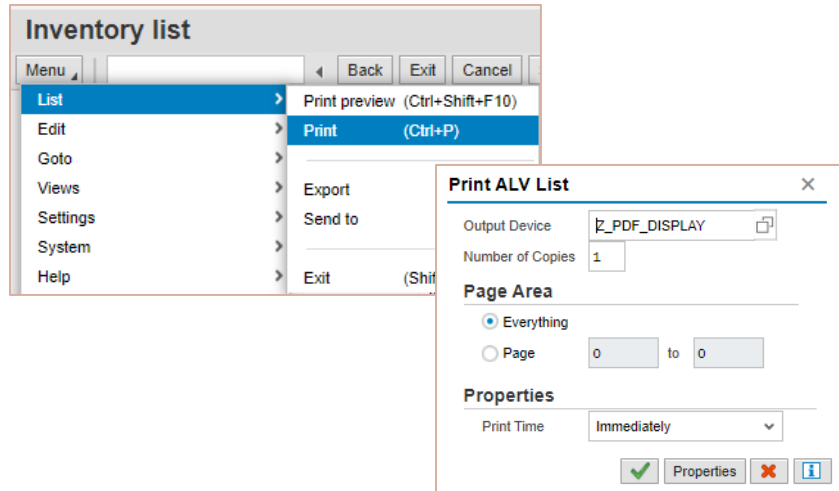 Inventory list
Menu Back Exit Cancel
List Print preview (Ctrl+Shift+F10)
Edit Print (Ctrl+P)
Goto
Views Export
Settings Send to
System
Help Exit
Print ALV List
Output Device Z_PDF_DISPLAY
Number of Copies 1
Page Area
Everything
Page 0 to 0
Properties
Print Time Immediately
Properties